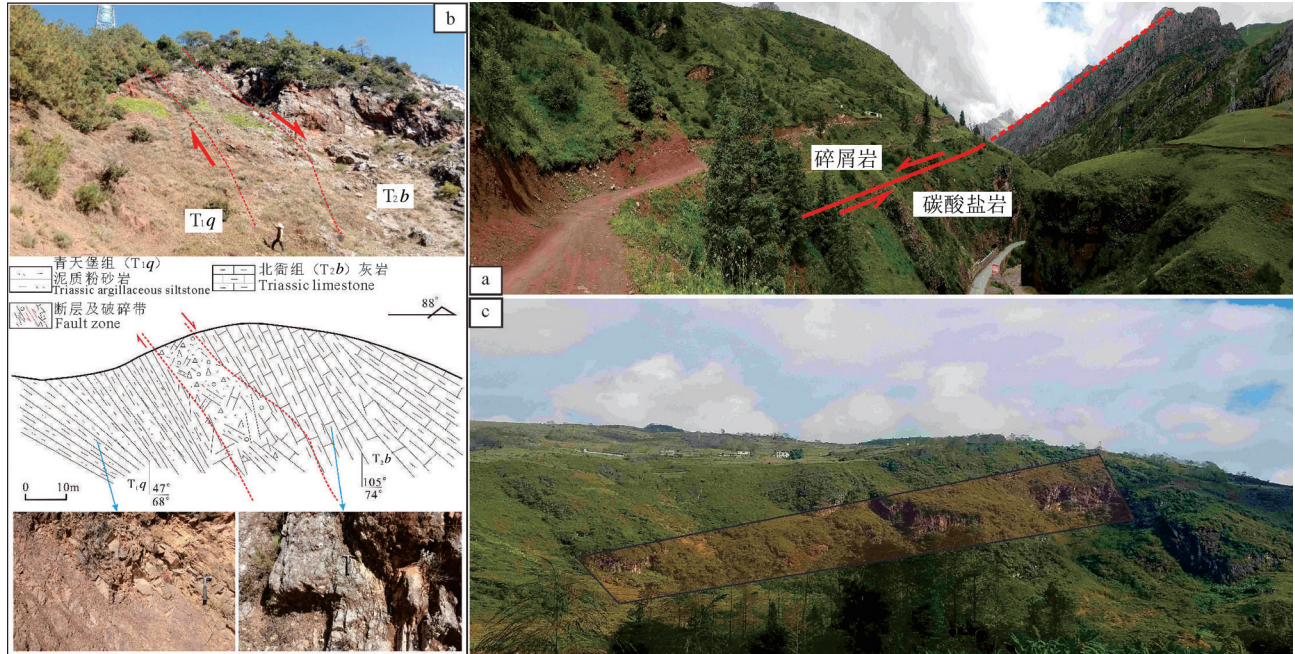 b
T₁q
T₂b
青天堡组（T₁q）
泥质粉砂岩
Triassic argillaceous siltstone
北衙组（T₂b）灰岩
Triassic limestone
断层及破碎带
Fault zone
88°
T₁q 47°
68°
T₂b
105°
74°
0 10m
a
碎屑岩
碳酸盐岩
c